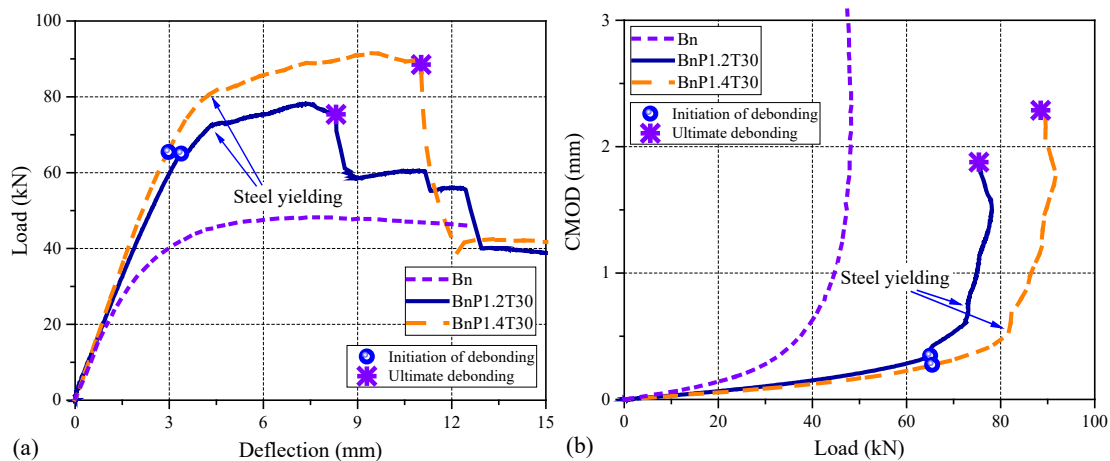 100
80
60
40
20
0
Load (kN)
Steel yielding
Bn
BnP1.2T30
BnP1.4T30
Initiation of debonding
Ultimate debonding
0 3 6 9 12 15
(a) Deflection (mm)
3
2
1
0
CMOD (mm)
Bn
BnP1.2T30
BnP1.4T30
Initiation of debonding
Ultimate debonding
Steel yielding
0 20 40 60 80 100
(b) Load (kN)